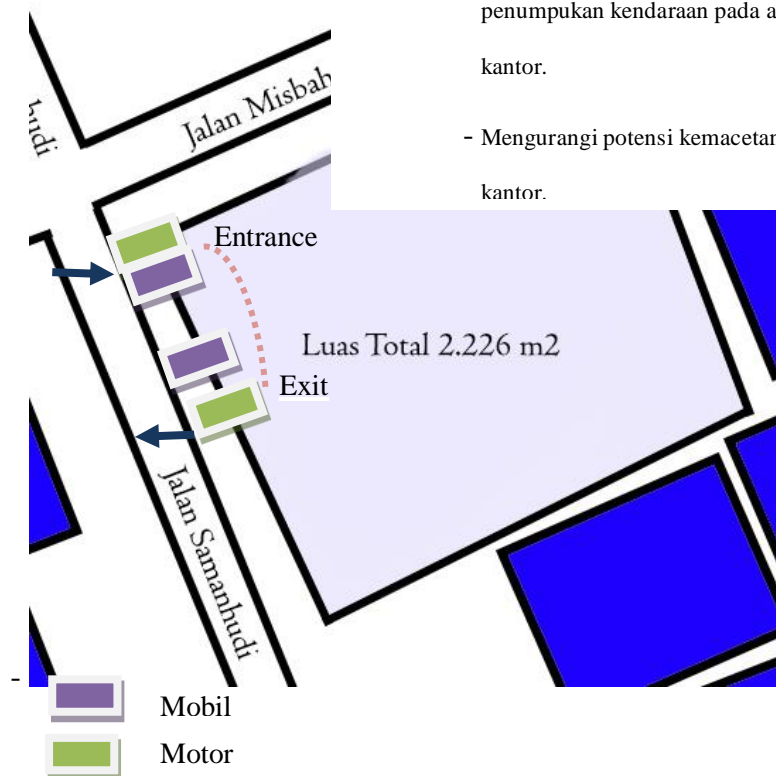 penumpukan kendaraan pada
kantor.
- Mengurangi potensi kemacetan
kantor.
Jalan
Entrance
Luas Total 2.226 m2
Exit
Jalan Samanhudi
-
Mobil
Motor